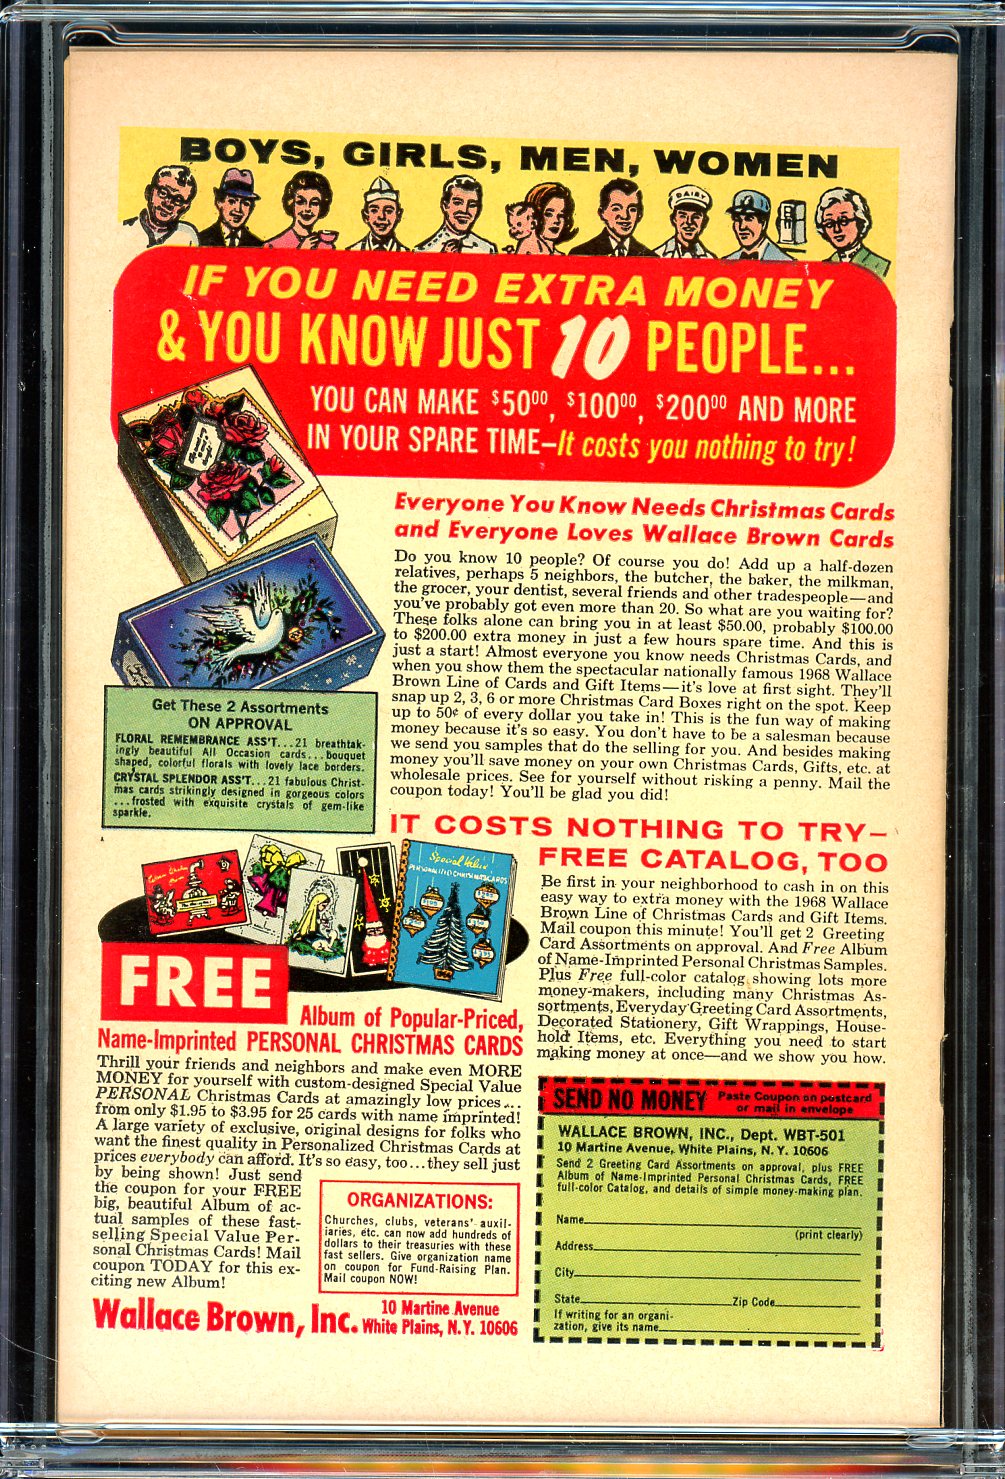 BOYS, GIRLS, MEN, WOMEN
DAIRY
IF YOU NEED EXTRA MONEY
& YOU KNOW JUST 10 PEOPLE...
YOU CAN MAKE $50⁰⁰, $100⁰⁰, $200⁰⁰ AND MORE
IN YOUR SPARE TIME—It costs you nothing to try!
Everyone You Know Needs Christmas Cards
and Everyone Loves Wallace Brown Cards
Do you know 10 people? Of course you do! Add up a half-dozen
relatives, perhaps 5 neighbors, the butcher, the baker, the milkman,
the grocer, your dentist, several friends and other tradespeople—and
you've probably got even more than 20. So what are you waiting for?
These folks alone can bring you in at least $50.00, probably $100.00
to $200.00 extra money in just a few hours spare time. And this is
just a start! Almost everyone you know needs Christmas Cards, and
when you show them the spectacular nationally famous 1968 Wallace
Brown Line of Cards and Gift Items—it's love at first sight. They'll
snap up 2, 3, 6 or more Christmas Card Boxes right on the spot. Keep
up to 50¢ of every dollar you take in! This is the fun way of making
money because it's so easy. You don't have to be a salesman because
we send you samples that do the selling for you. And besides making
money you'll save money on your own Christmas Cards, Gifts, etc. at
wholesale prices. See for yourself without risking a penny. Mail the
coupon today! You'll be glad you did!
Get These 2 Assortments
ON APPROVAL
FLORAL REMEMBRANCE ASS'T...21 breathtak-
ingly beautiful All Occasion cards...bouquet
shaped, colorful florals with lovely lace borders.
CRYSTAL SPLENDOR ASS'T...21 fabulous Christ-
mas cards strikingly designed in gorgeous colors
...frosted with exquisite crystals of gem-like
sparkle.
IT COSTS NOTHING TO TRY—
FREE CATALOG, TOO
Be first in your neighborhood to cash in on this
easy way to extra money with the 1968 Wallace
Brown Line of Christmas Cards and Gift Items.
Mail coupon this minute! You'll get 2 Greeting
Card Assortments on approval. And Free Album
of Name-Imprinted Personal Christmas Samples.
Plus Free full-color catalog showing lots more
money-makers, including many Christmas As-
sortments, Everyday Greeting Card Assortments,
Decorated Stationery, Gift Wrappings, House-
hold Items, etc. Everything you need to start
making money at once—and we show you how.
Special Value
PERSONALIZED CHRISTMAS CARDS
FREE
Album of Popular-Priced,
Name-Imprinted PERSONAL CHRISTMAS CARDS
Thrill your friends and neighbors and make even MORE
MONEY for yourself with custom-designed Special Value
PERSONAL Christmas Cards at amazingly low prices...
from only $1.95 to $3.95 for 25 cards with name imprinted!
A large variety of exclusive, original designs for folks who
want the finest quality in Personalized Christmas Cards at
prices everybody can afford. It's so easy, too...they sell just
by being shown! Just send
the coupon for your FREE
big, beautiful Album of ac-
tual samples of these fast-
selling Special Value Per-
sonal Christmas Cards! Mail
coupon TODAY for this ex-
citing new Album!
ORGANIZATIONS:
Churches, clubs, veterans' auxil-
iaries, etc. can now add hundreds of
dollars to their treasuries with these
fast sellers. Give organization name
on coupon for Fund-Raising Plan.
Mail coupon NOW!
Wallace Brown, Inc. 10 Martine Avenue
White Plains, N.Y. 10606
SEND NO MONEY Paste Coupon on postcard
or mail in envelope
WALLACE BROWN, INC., Dept. WBT-501
10 Martine Avenue, White Plains, N. Y. 10606
Send 2 Greeting Card Assortments on approval, plus FREE
Album of Name-Imprinted Personal Christmas Cards, FREE
full-color Catalog, and details of simple money-making plan.
Name
(print clearly)
Address
City
State Zip Code
If writing for an organi-
zation, give its name